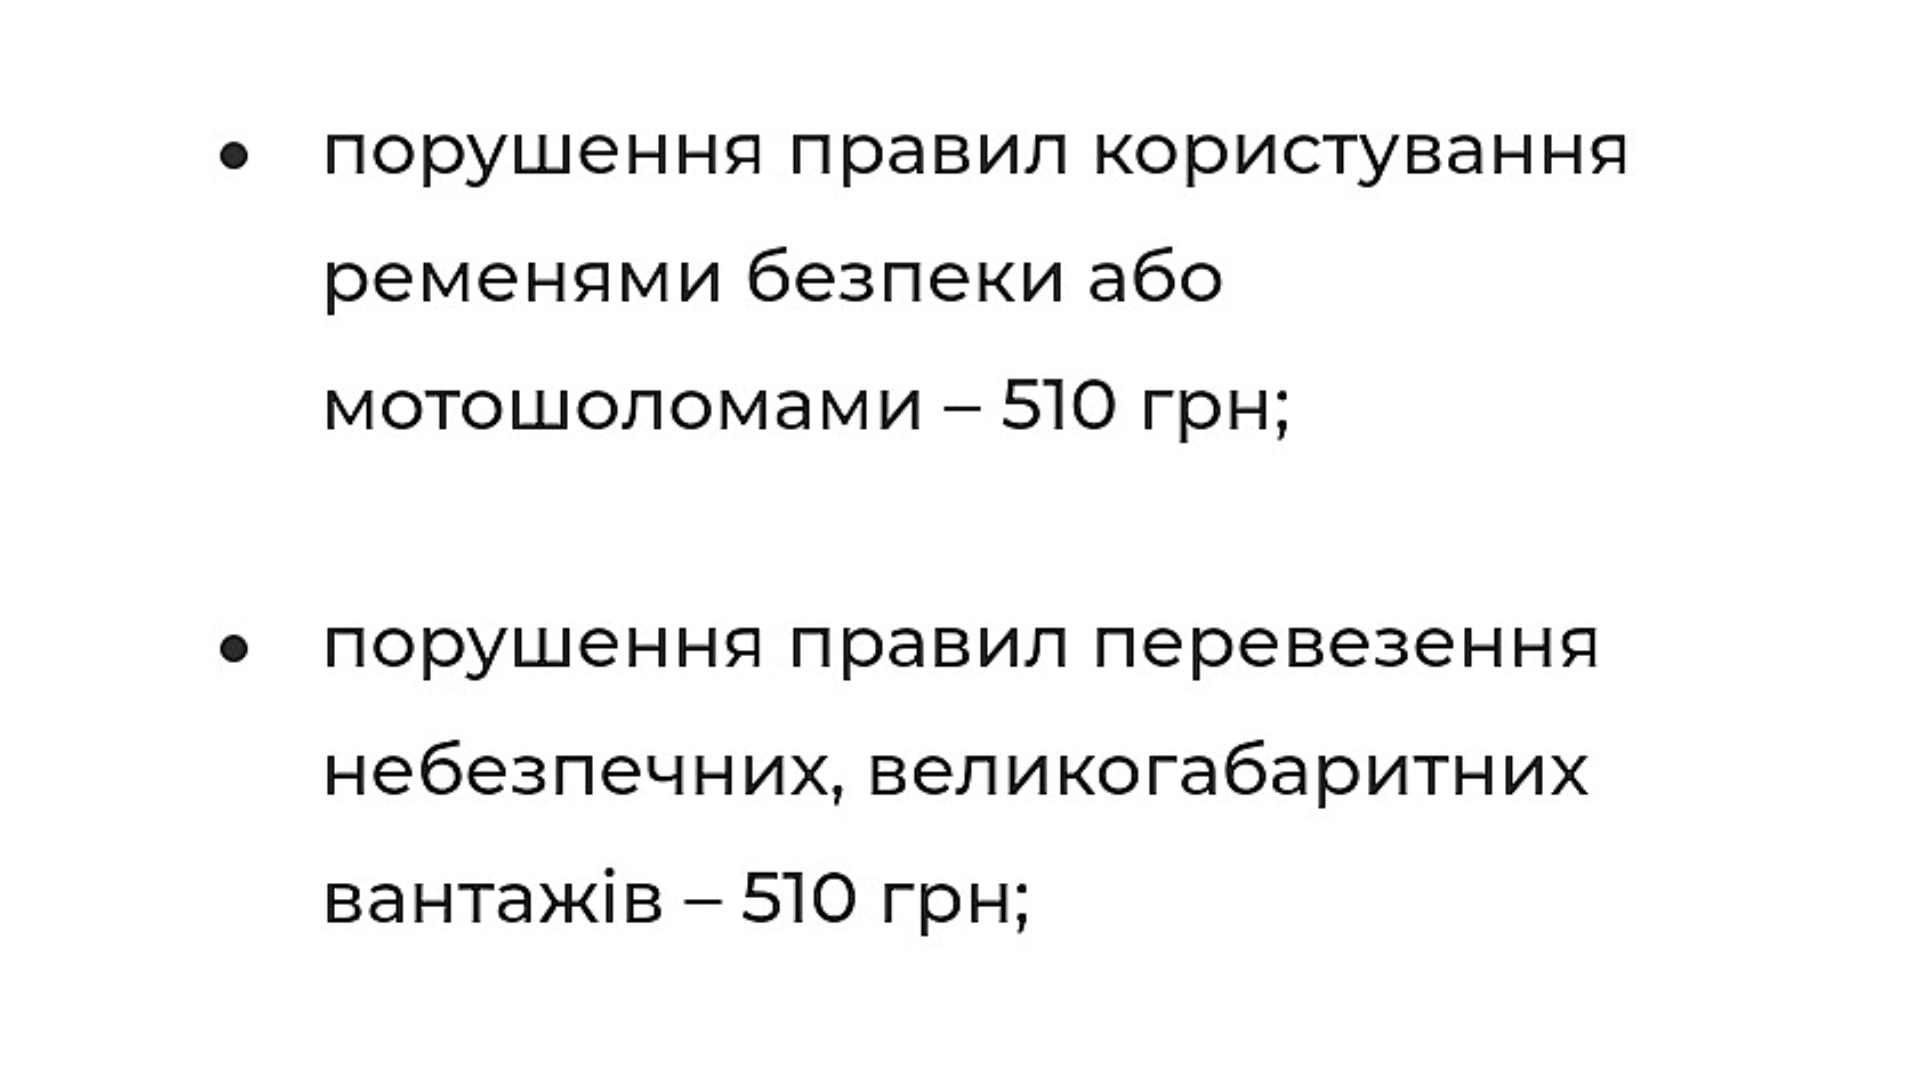 • порушення правил користування
ременями безпеки або
мотошоломами – 510 грн;
• порушення правил перевезення
небезпечних, великогабаритних
вантажів – 510 грн;